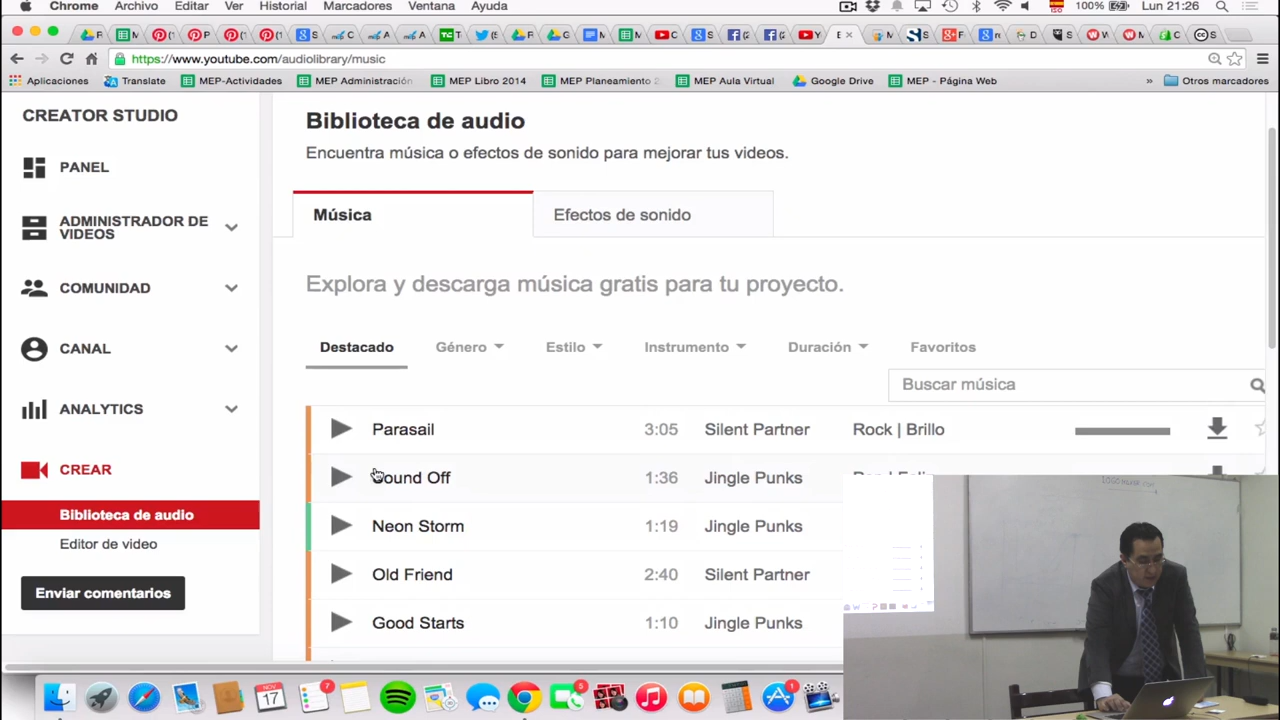 Chrome Archivo Editar Ver Historial Marcadores Ventana Ayuda 100% Lun 21:26
https://www.youtube.com/audiolibrary/music
Aplicaciones Translate MEP-Actividades MEP Administración MEP Libro 2014 MEP Planeamiento 2 MEP Aula Virtual Google Drive MEP - Página Web » Otros marcadores
CREATOR STUDIO
PANEL
ADMINISTRADOR DE
VIDEOS
COMUNIDAD
CANAL
ANALYTICS
CREAR
Biblioteca de audio
Editor de video
Enviar comentarios
Biblioteca de audio
Encuentra música o efectos de sonido para mejorar tus videos.
Música Efectos de sonido
Explora y descarga música gratis para tu proyecto.
Destacado Género Estilo Instrumento Duración Favoritos
Buscar música
Parasail 3:05 Silent Partner Rock | Brillo
Sound Off 1:36 Jingle Punks
Neon Storm 1:19 Jingle Punks
Old Friend 2:40 Silent Partner
Good Starts 1:10 Jingle Punks
NOV
17
7
5
1